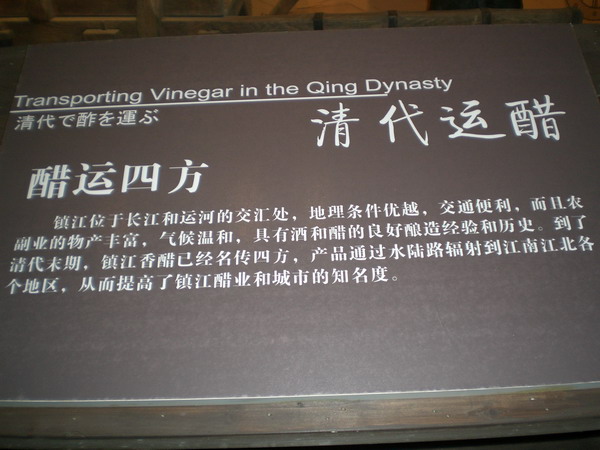 Transporting Vinegar in the Qing Dynasty
清代で酢を運ぶ
清代运醋
醋运四方
镇江位于长江和运河的交汇处，地理条件优越，交通便利，而且农
副业的物产丰富，气候温和，具有酒和醋的良好酿造经验和历史。到了
清代末期，镇江香醋已经名传四方，产品通过水陆路辐射到江南江北各
个地区，从而提高了镇江醋业和城市的知名度。